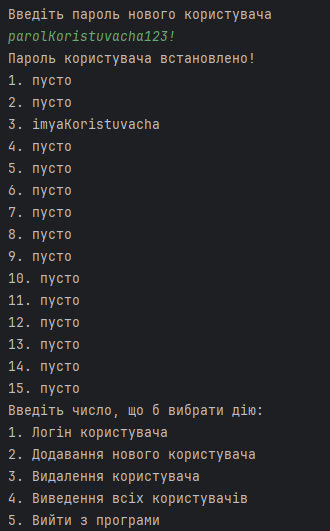 Введіть пароль нового користувача
parolKoristuvacha123!
Пароль користувача встановлено!
1. пусто
2. пусто
3. imyaKoristuvacha
4. пусто
5. пусто
6. пусто
7. пусто
8. пусто
9. пусто
10. пусто
11. пусто
12. пусто
13. пусто
14. пусто
15. пусто
Введіть число, що б вибрати дію:
1. Логін користувача
2. Додавання нового користувача
3. Видалення користувача
4. Виведення всіх користувачів
5. Вийти з програми